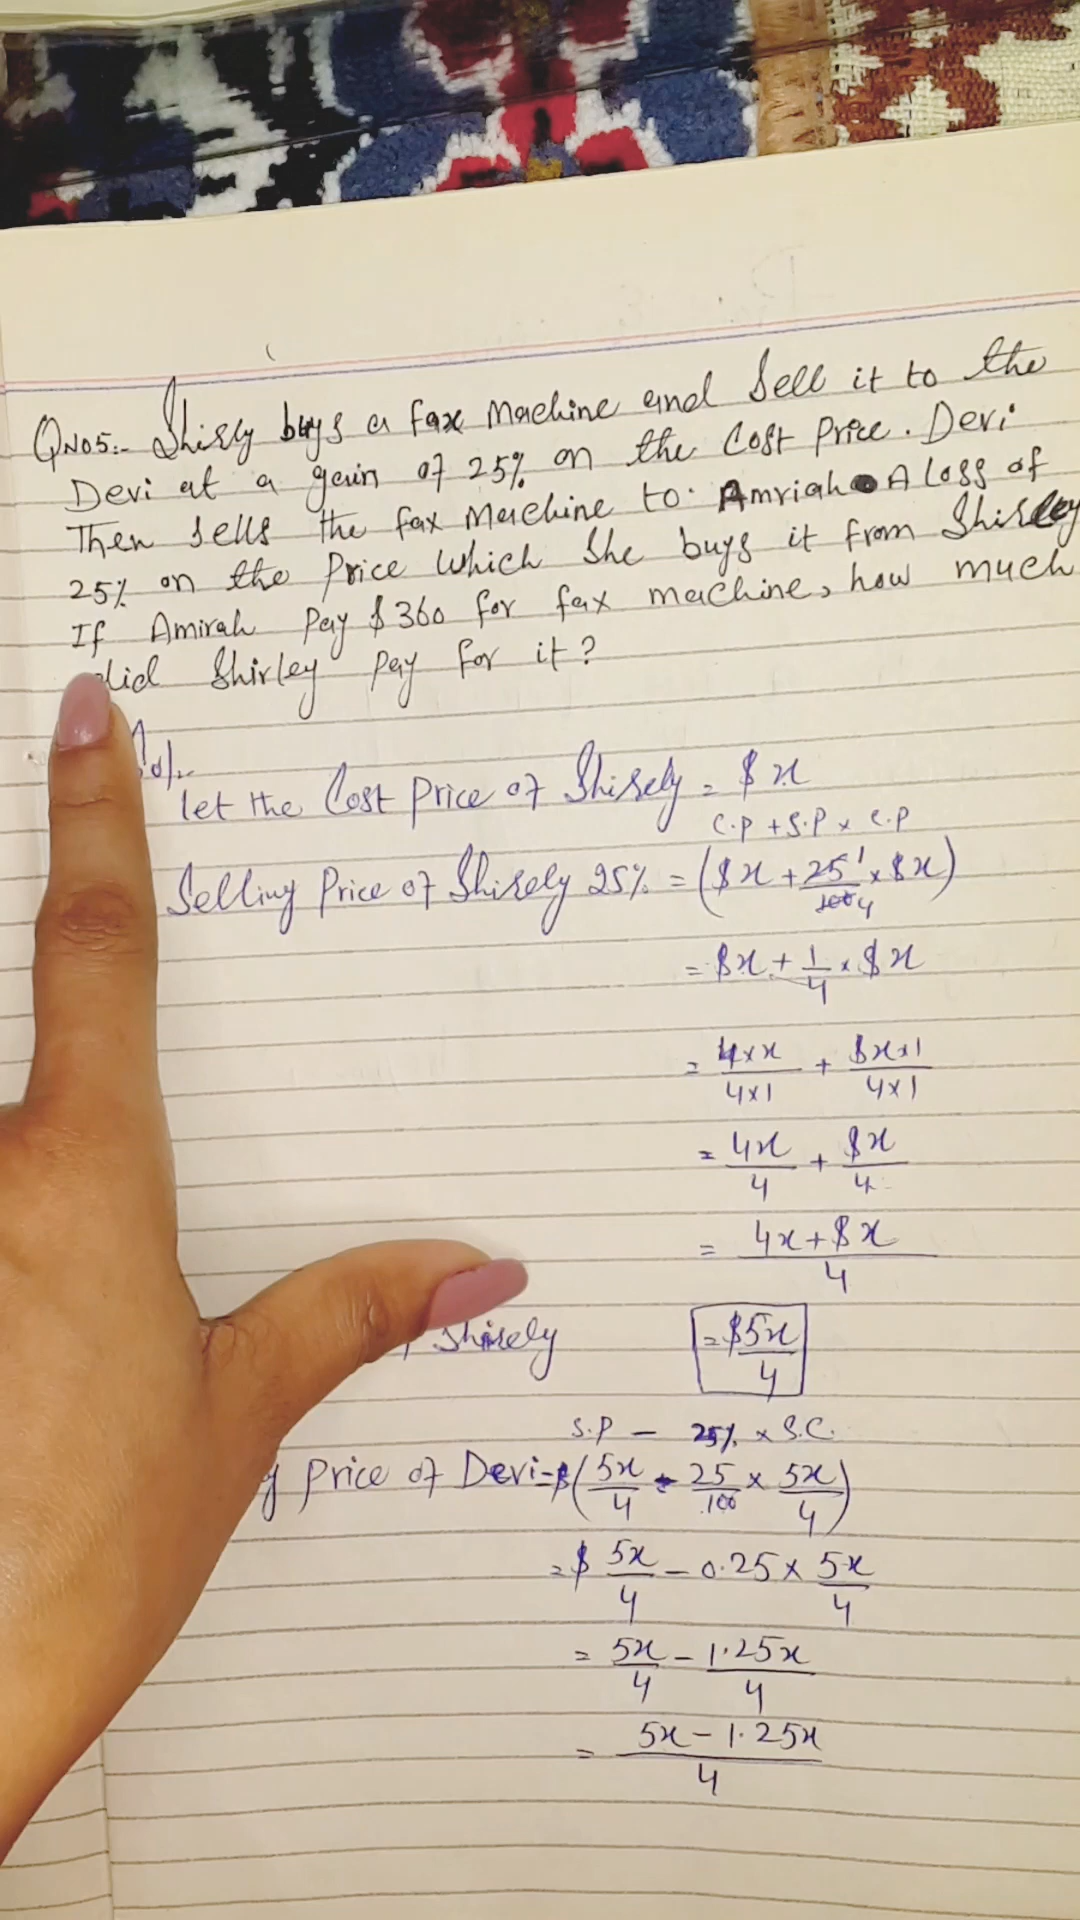 QNO5:- Shirly buys a fax Machine and Sell it to the
Devi at a gain of 25% on the Cost Price. Devi
Then sells the fax Machine to Amriah A Loss of
25% on the Price which She buys it from Shirley
If Amirah Pay $360 for fax machine, how much
did Shirley Pay for it?
Sol:-
let the Cost Price of Shirely = $x
C.P + S.P x C.P
Selling Price of Shirely 25% = ($x + 25/100 x $x) 1 4
= $x + 1/4 x $x
= 4xx/4x1 + $xx1/4x1
= 4x/4 + $x/4
= 4x+$x/4
Shirely = $5x/4
S.P - 25% x S.C.
Price of Devi = $(5x/4 - 25/100 x 5x/4)
= $ 5x/4 - 0.25 x 5x/4
= 5x/4 - 1.25x/4
= 5x - 1.25x/4